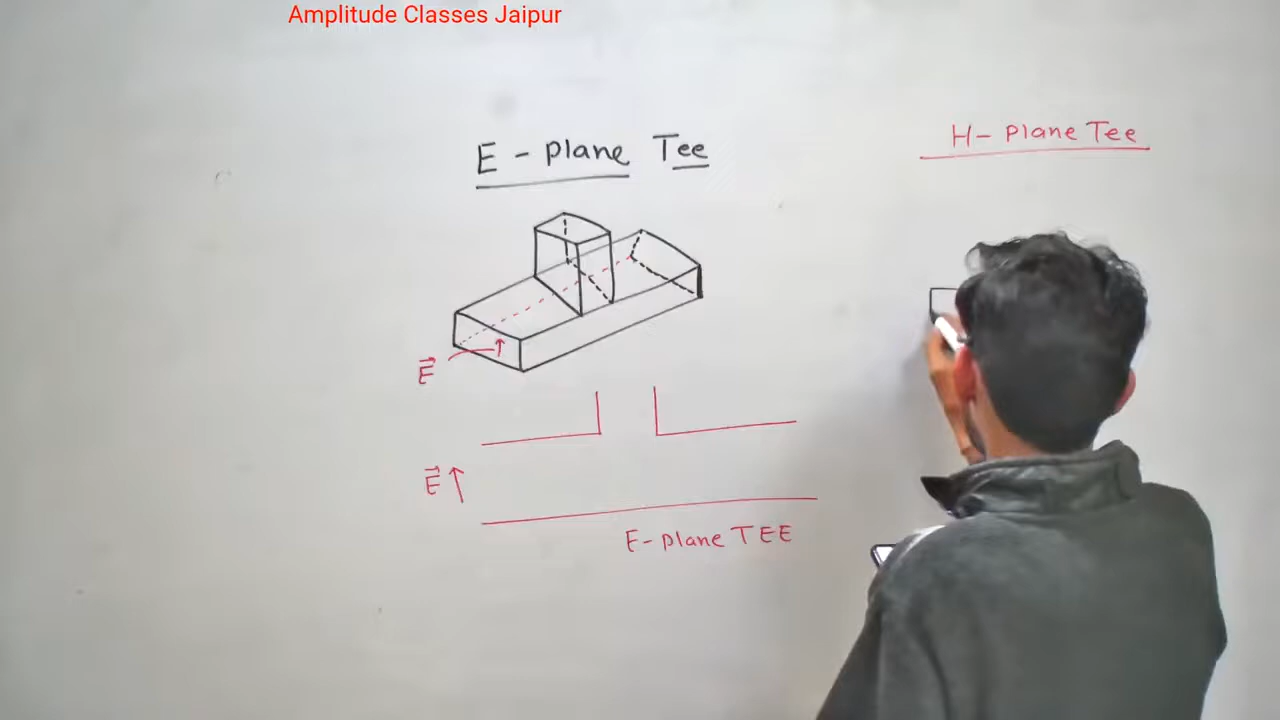 Amplitude Classes Jaipur
E - Plane Tee
H - Plane Tee
E
E
E-Plane TEE